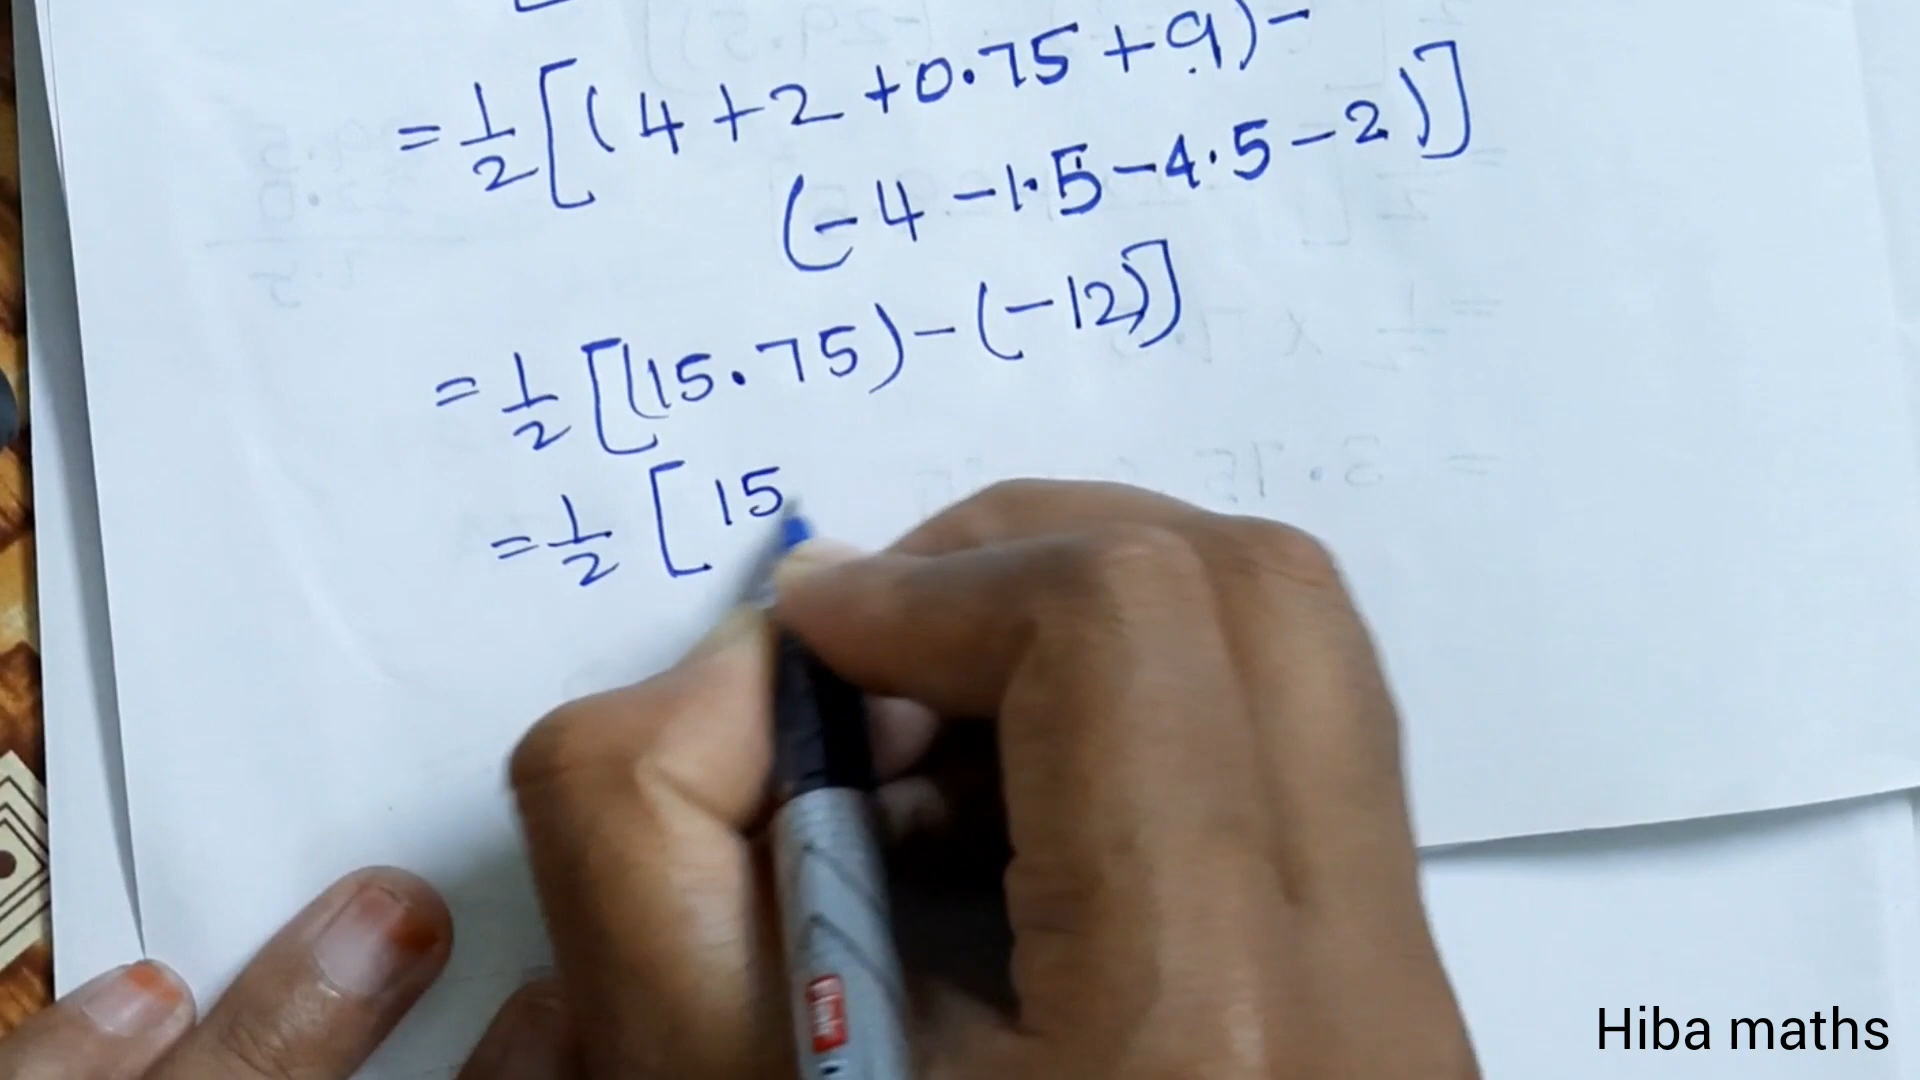 = 1/2 [(4 + 2 + 0.75 + 9) -
(-4 - 1.5 - 4.5 - 2)]
= 1/2 [(15.75) - (-12)]
= 1/2 [15
Hiba maths